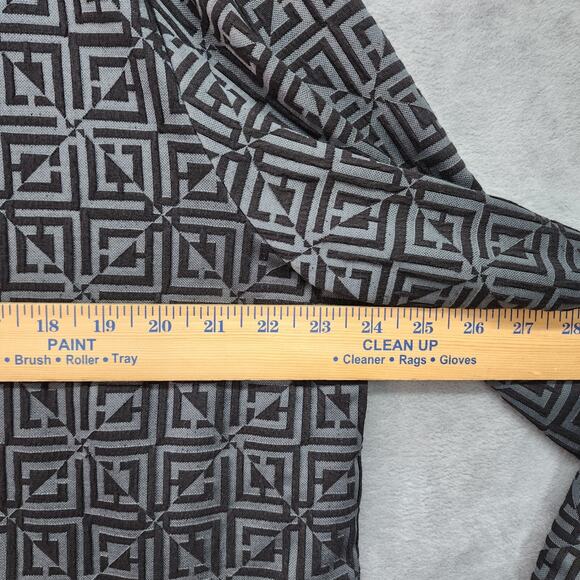 18 19 20 21 22 23 24 25 26 27 28
PAINT CLEAN UP
• Brush • Roller • Tray • Cleaner • Rags • Gloves